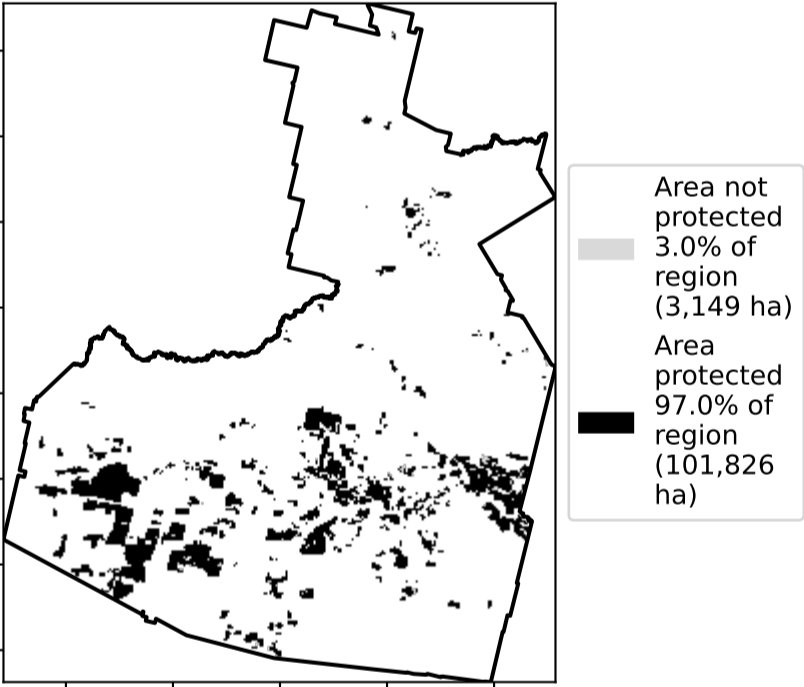 Area not
protected
3.0% of
region
(3,149 ha)
Area
protected
97.0% of
region
(101,826
ha)